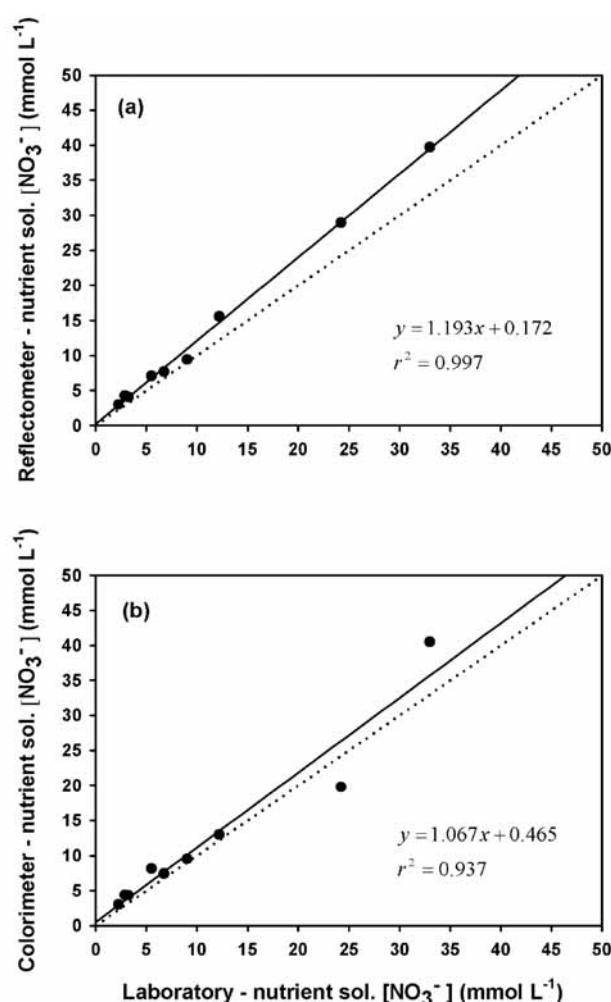 Reflectometer - nutrient sol. [NO₃⁻] (mmol L⁻¹)
50
45
40
35
30
25
20
15
10
5
0
(a)
y = 1.193x + 0.172
r² = 0.997
0 5 10 15 20 25 30 35 40 45 50
Colorimeter - nutrient sol. [NO₃⁻] (mmol L⁻¹)
50
45
40
35
30
25
20
15
10
5
0
(b)
y = 1.067x + 0.465
r² = 0.937
0 5 10 15 20 25 30 35 40 45 50
Laboratory - nutrient sol. [NO₃⁻] (mmol L⁻¹)